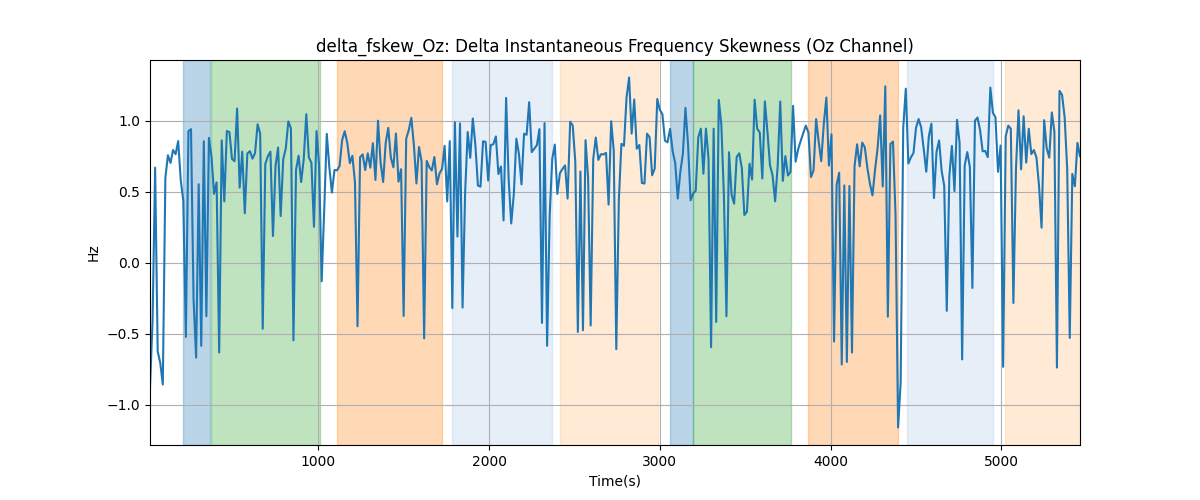 delta_fskew_Oz: Delta Instantaneous Frequency Skewness (Oz Channel)
Hz
1.0
0.5
0.0
−0.5
−1.0
1000 2000 3000 4000 5000
Time(s)